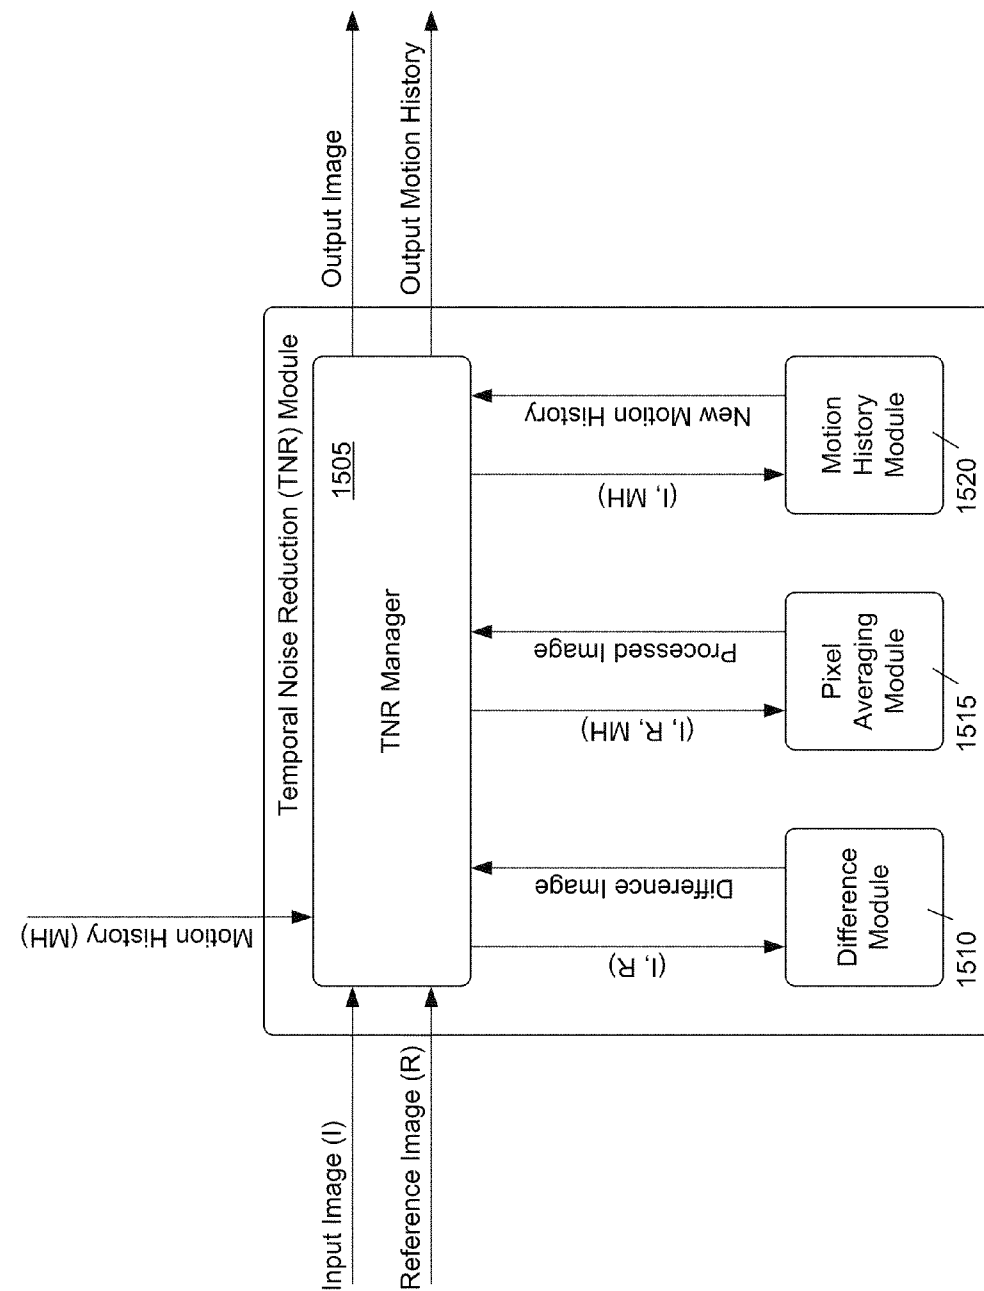 Motion History (MH)
Input Image (I)
Reference Image (R)
Temporal Noise Reduction (TNR) Module
TNR Manager
1505
Output Image
Output Motion History
(I, R)
Difference Image
(I, R, MH)
Processed Image
(I, MH)
New Motion History
Difference
Module
1510
Pixel
Averaging
Module
1515
Motion
History
Module
1520